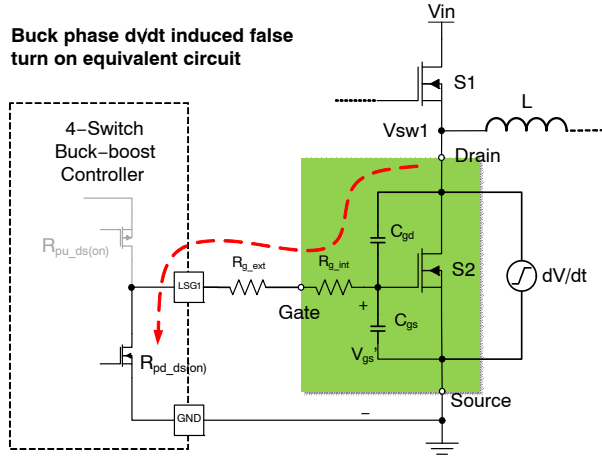 Buck phase dv/dt induced false
turn on equivalent circuit
Vin
S1
L
Vsw1
4−Switch
Buck−boost
Controller
Drain
Rpu_ds(on)
Cgd
Rg_ext
Rg_int
S2
dV/dt
LSG1
Gate
+
Cgs
Rpd_ds(on)
Vgs'
Source
GND
−